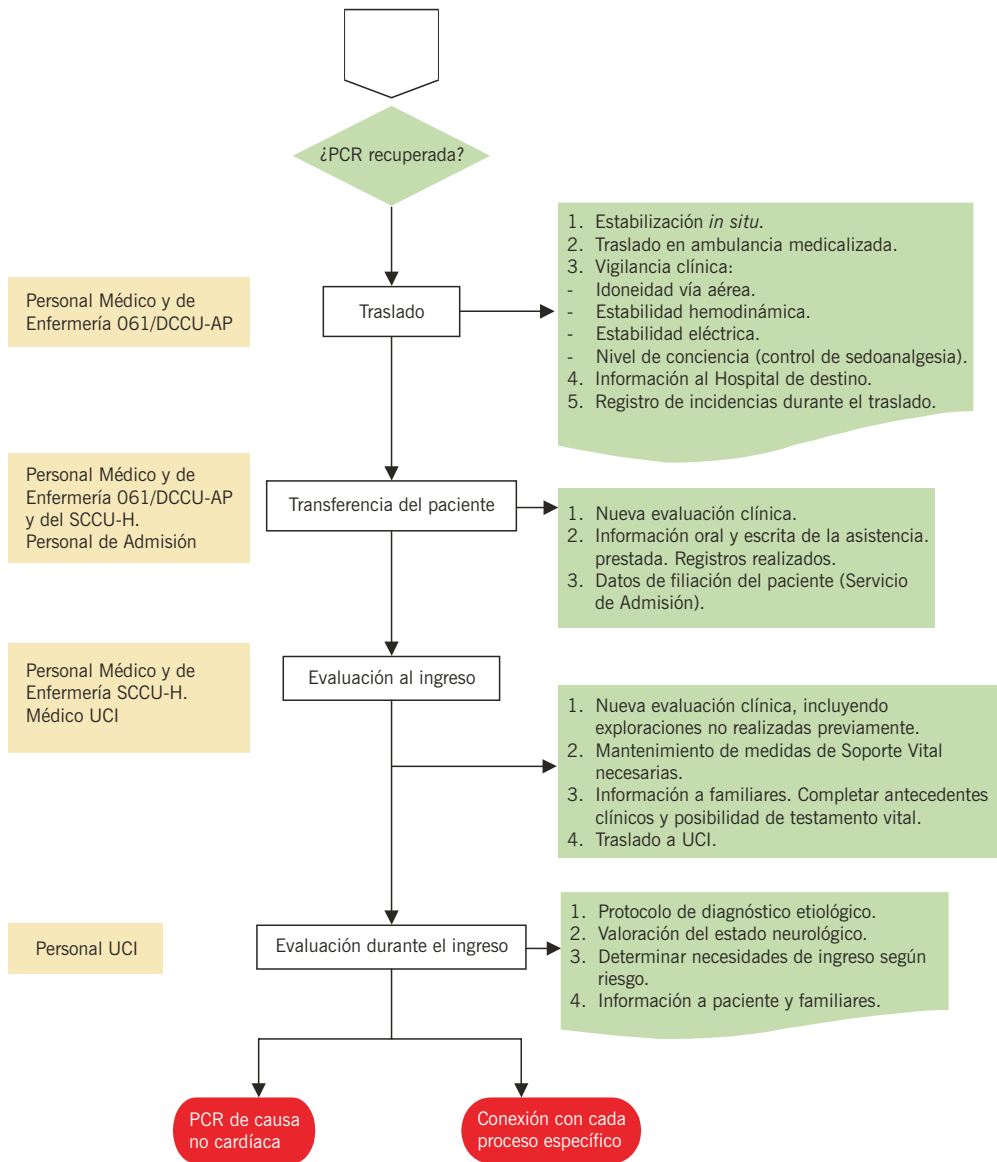 ¿PCR recuperada?
Personal Médico y de
Enfermería 061/DCCU-AP
Traslado
1. Estabilización in situ.
2. Traslado en ambulancia medicalizada.
3. Vigilancia clínica:
- Idoneidad vía aérea.
- Estabilidad hemodinámica.
- Estabilidad eléctrica.
- Nivel de conciencia (control de sedoanalgesia).
4. Información al Hospital de destino.
5. Registro de incidencias durante el traslado.
Personal Médico y de
Enfermería 061/DCCU-AP
y del SCCU-H.
Personal de Admisión
Transferencia del paciente
1. Nueva evaluación clínica.
2. Información oral y escrita de la asistencia.
prestada. Registros realizados.
3. Datos de filiación del paciente (Servicio
de Admisión).
Personal Médico y de
Enfermería SCCU-H.
Médico UCI
Evaluación al ingreso
1. Nueva evaluación clínica, incluyendo
exploraciones no realizadas previamente.
2. Mantenimiento de medidas de Soporte Vital
necesarias.
3. Información a familiares. Completar antecedentes
clínicos y posibilidad de testamento vital.
4. Traslado a UCI.
Personal UCI
Evaluación durante el ingreso
1. Protocolo de diagnóstico etiológico.
2. Valoración del estado neurológico.
3. Determinar necesidades de ingreso según
riesgo.
4. Información a paciente y familiares.
PCR de causa
no cardíaca
Conexión con cada
proceso específico